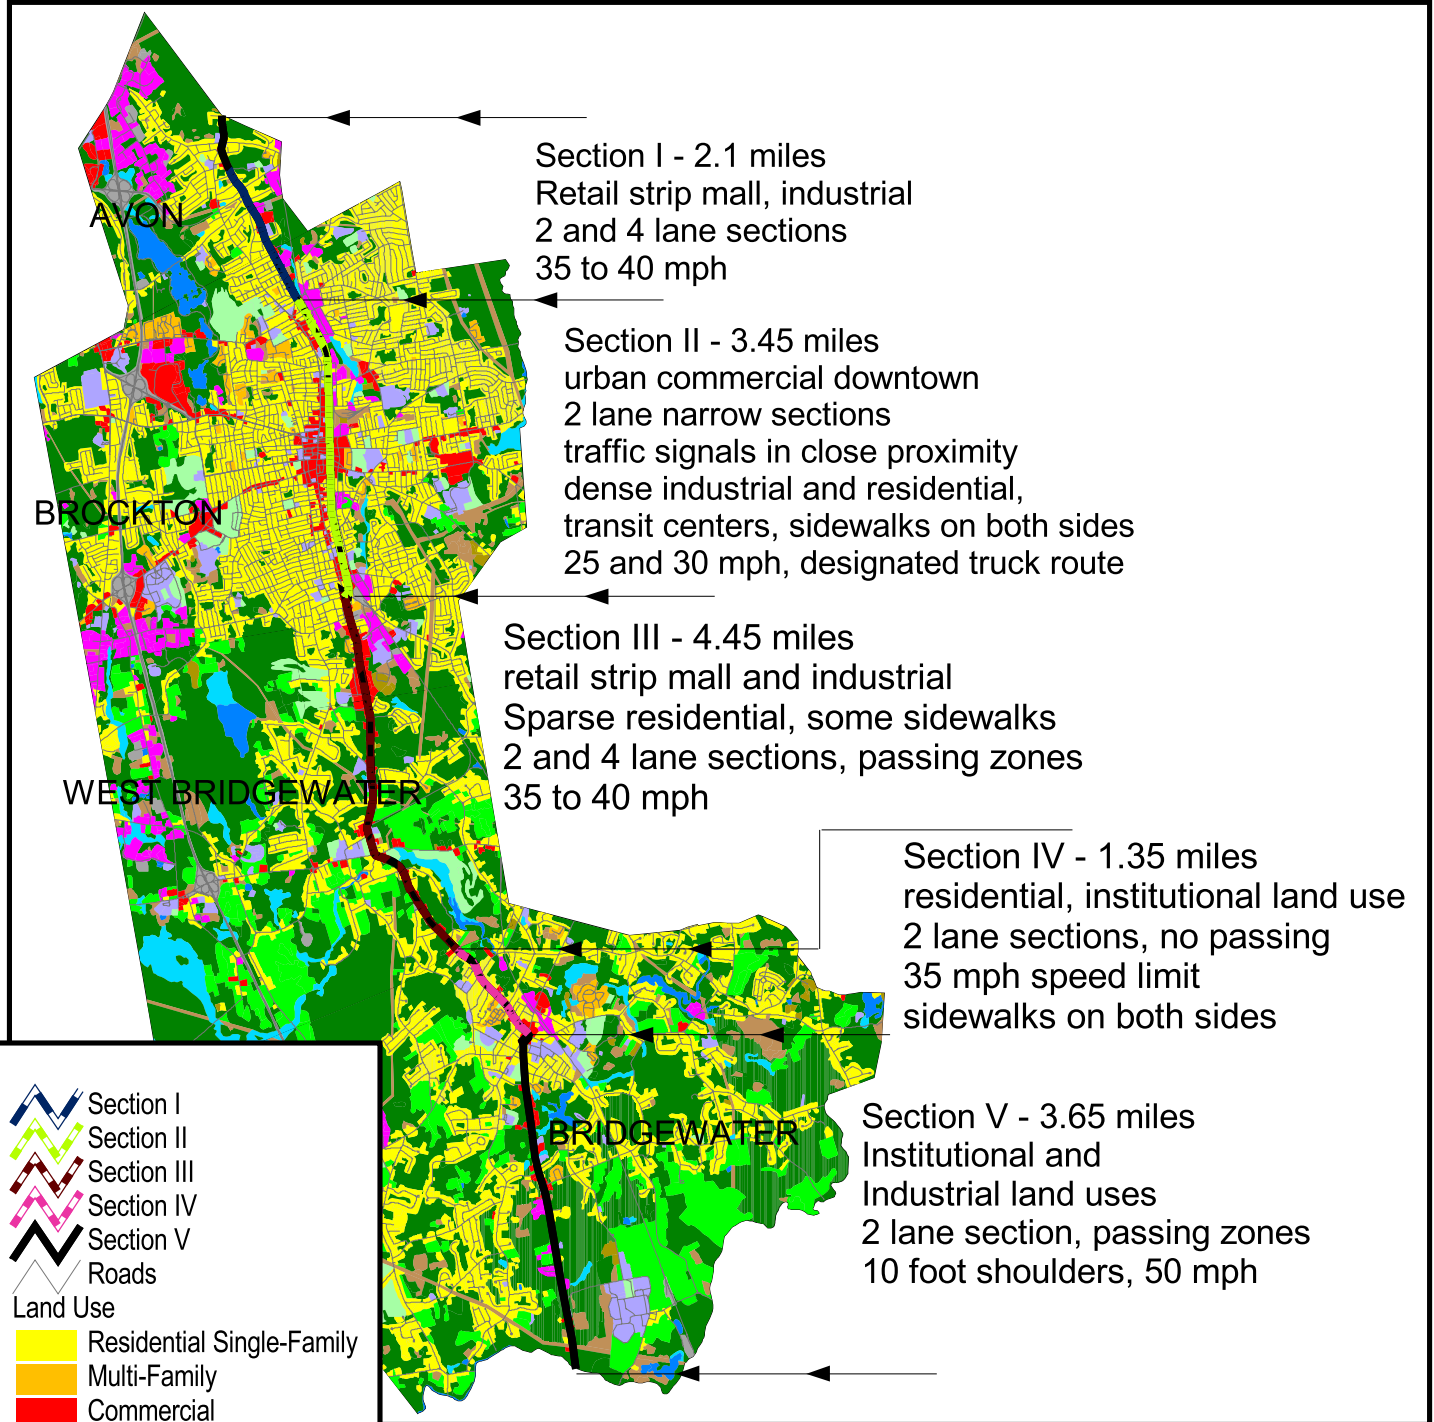 Section I - 2.1 miles
Retail strip mall, industrial
2 and 4 lane sections
35 to 40 mph
AVON
Section II - 3.45 miles
urban commercial downtown
2 lane narrow sections
traffic signals in close proximity
dense industrial and residential,
transit centers, sidewalks on both sides
25 and 30 mph, designated truck route
BROCKTON
Section III - 4.45 miles
retail strip mall and industrial
Sparse residential, some sidewalks
2 and 4 lane sections, passing zones
35 to 40 mph
WEST BRIDGEWATER
Section IV - 1.35 miles
residential, institutional land use
2 lane sections, no passing
35 mph speed limit
sidewalks on both sides
BRIDGEWATER
Section V - 3.65 miles
Institutional and
Industrial land uses
2 lane section, passing zones
10 foot shoulders, 50 mph
Section I
Section II
Section III
Section IV
Section V
Roads
Land Use
Residential Single-Family
Multi-Family
Commercial